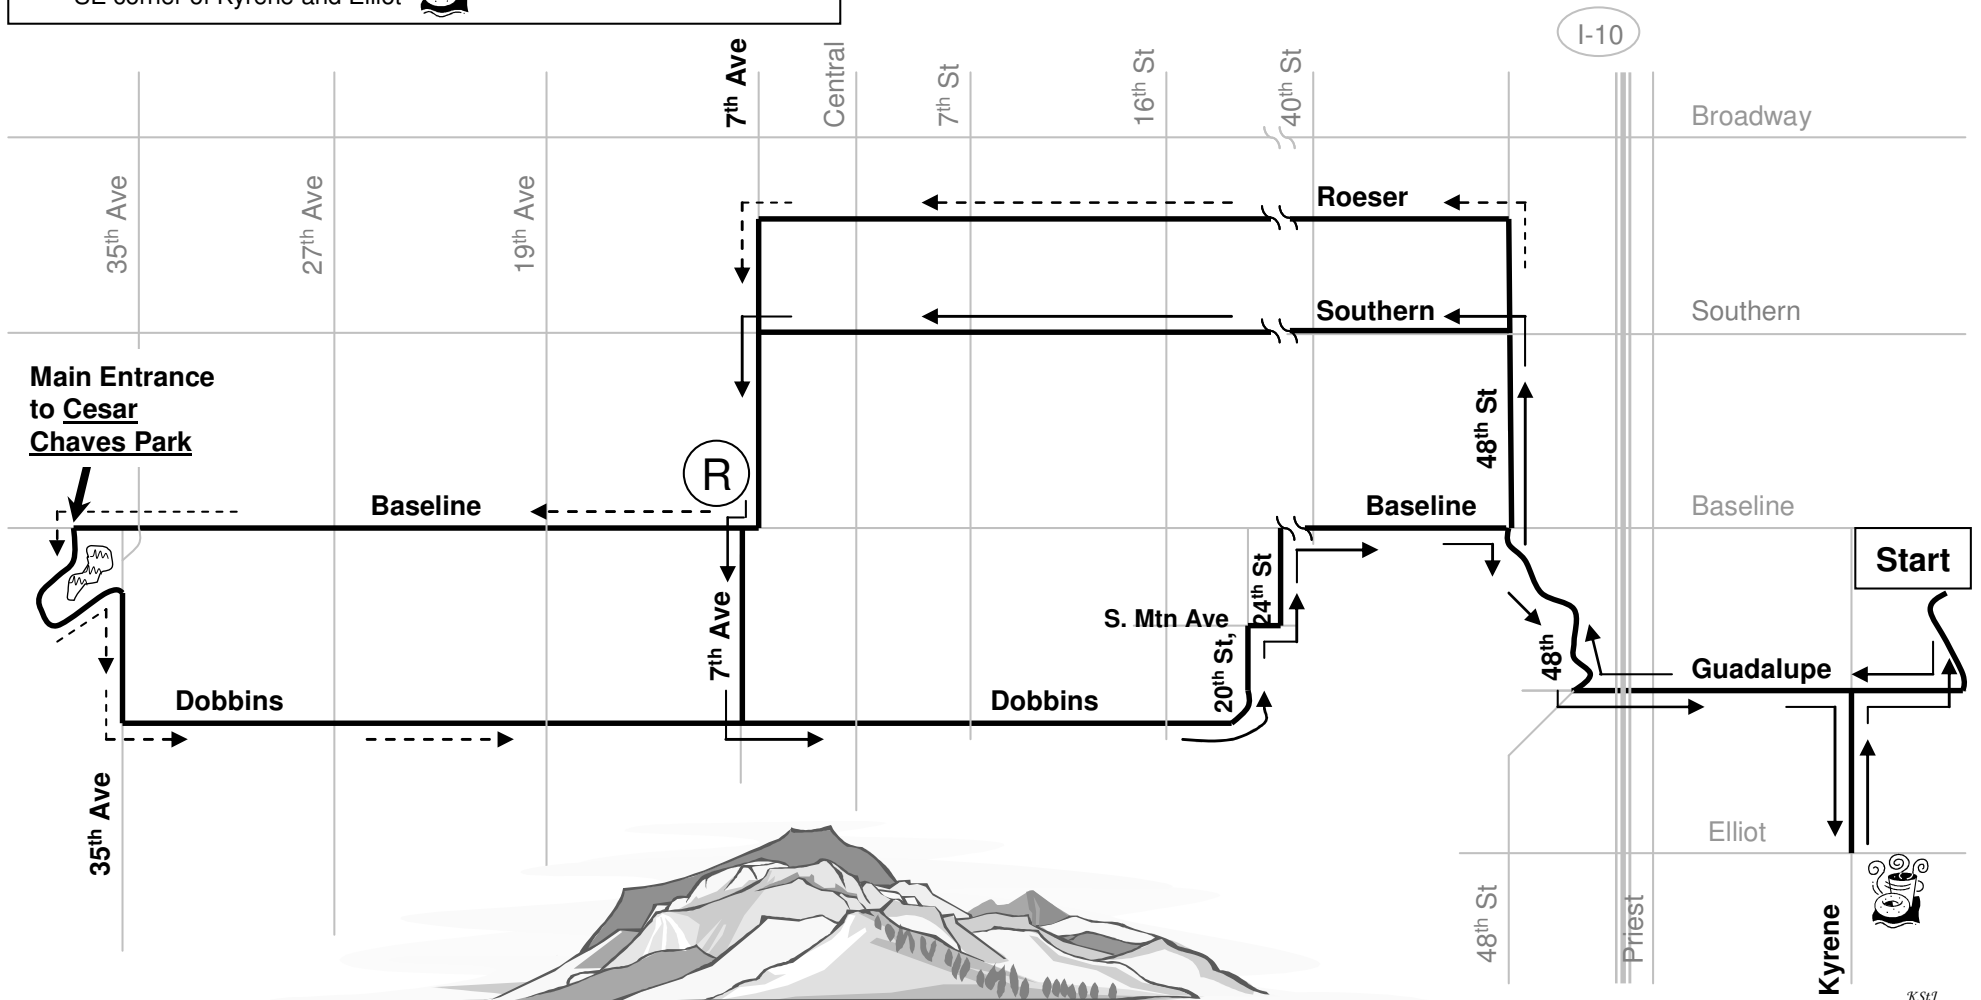 SE corner of Kyrene and Elliot
I-10
7th Ave
Central
7th St
16th St
40th St
Broadway
35th Ave
27th Ave
19th Ave
Roeser
Southern
Southern
Main Entrance
to Cesar
Chaves Park
48th St
R
Baseline
Baseline
Baseline
Start
24th St
S. Mtn Ave
20th St,
7th Ave
48th
Guadalupe
Dobbins
Dobbins
35th Ave
Elliot
48th St
Priest
Kyrene
KStJ